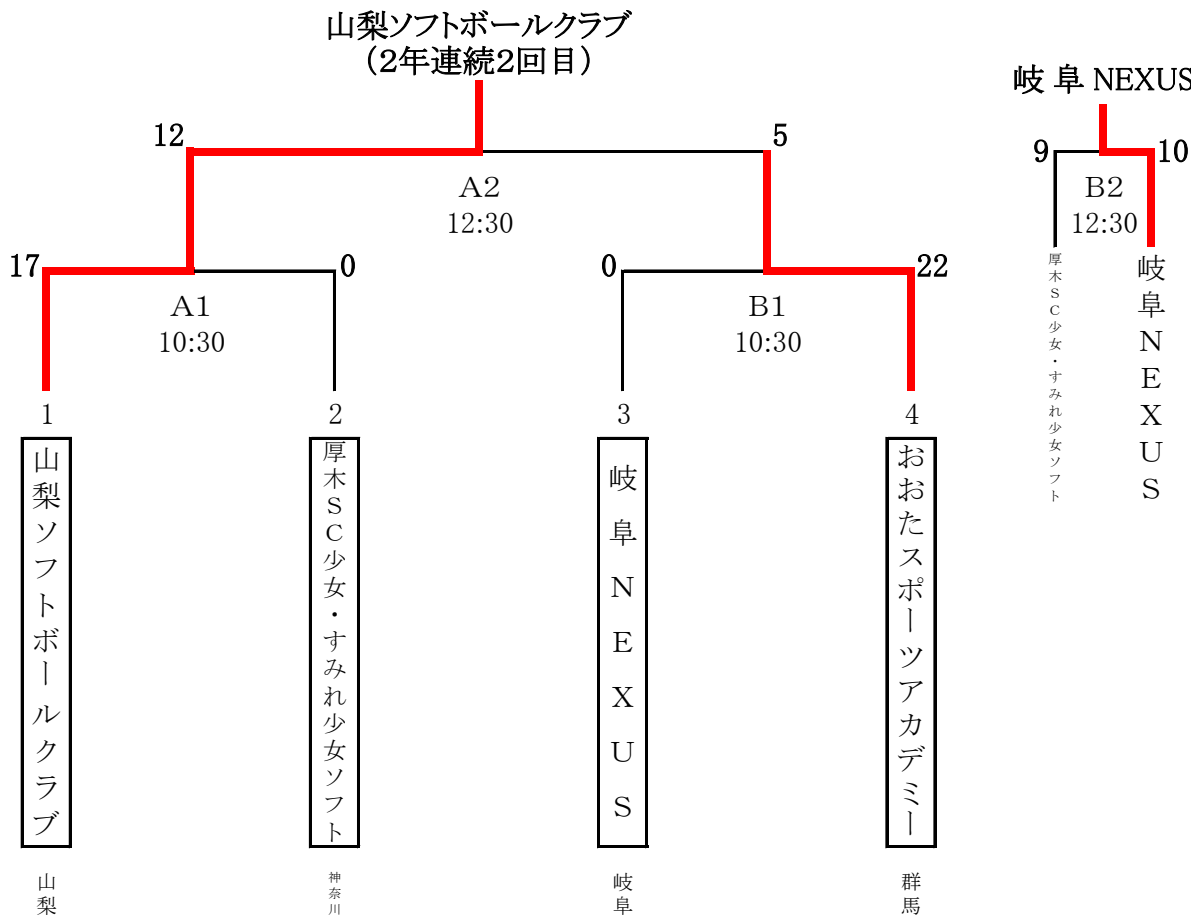 山梨ソフトボールクラブ
（2年連続2回目）
岐 阜 NEXUS
12
5
9
10
A2
12:30
B2
12:30
17
0
0
22
A1
10:30
B1
10:30
厚木SC少女・すみれ少女ソフト
岐阜NEXUS
1
2
3
4
山梨ソフトボールクラブ
厚木SC少女・すみれ少女ソフト
岐阜NEXUS
おおたスポーツアカデミー
山梨
神奈川
岐阜
群馬